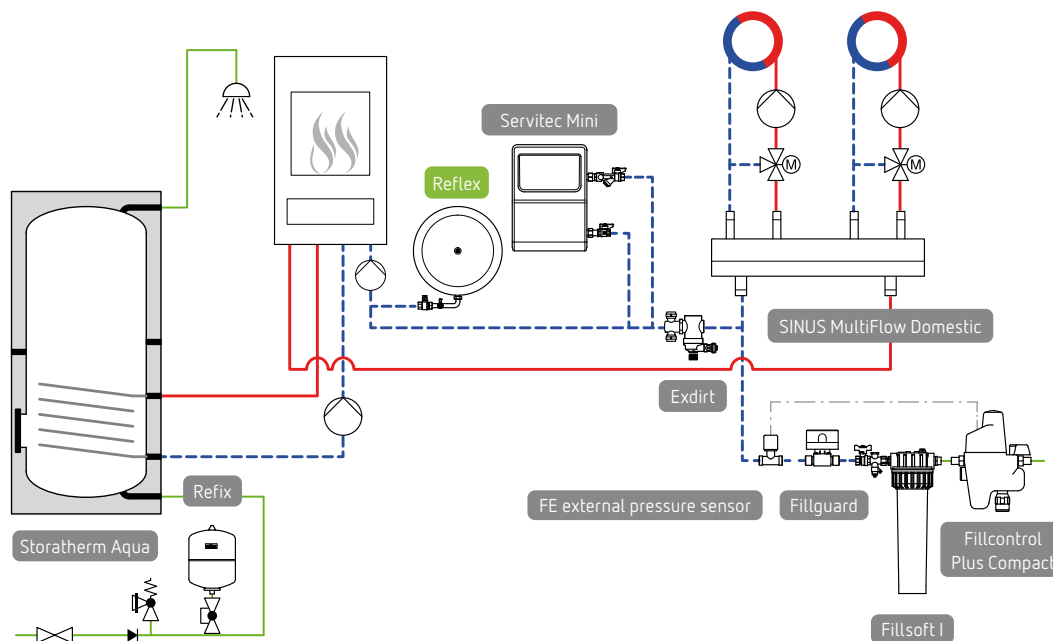 Servitec Mini
Reflex
M
M
SINUS MultiFlow Domestic
Exdirt
Refix
FE external pressure sensor
Fillguard
Storatherm Aqua
Fillcontrol
Plus Compact
Fillsoft I